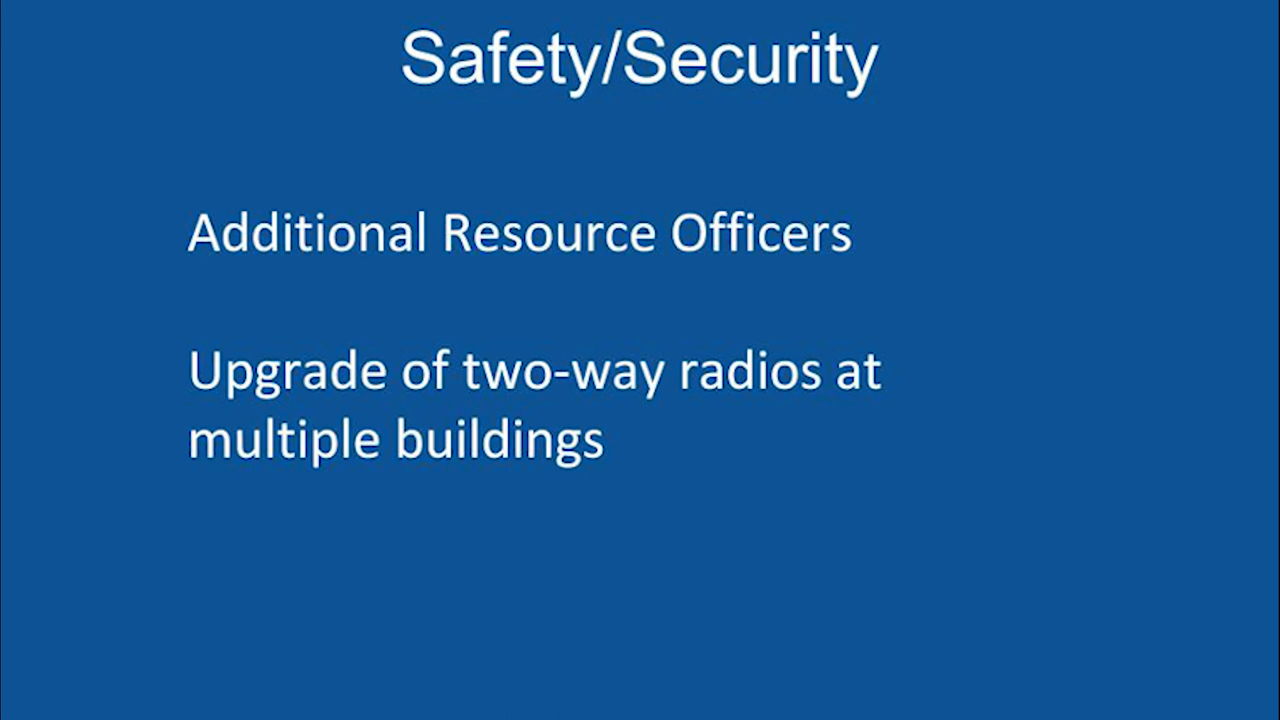 Safety/Security
Additional Resource Officers
Upgrade of two-way radios at
multiple buildings